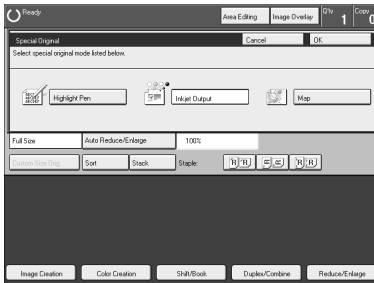 Ready
Area Editing
Image Overlay
Q'ty
1
Copy
0
Special Original
Cancel
OK
Select special original mode listed below.
Highlight Pen
Inkjet Output
Map
Full Size
Auto Reduce/Enlarge
100%
Custom Size Orig.
Sort
Stack
Staple:
Image Creation
Color Creation
Shift/Book
Duplex/Combine
Reduce/Enlarge